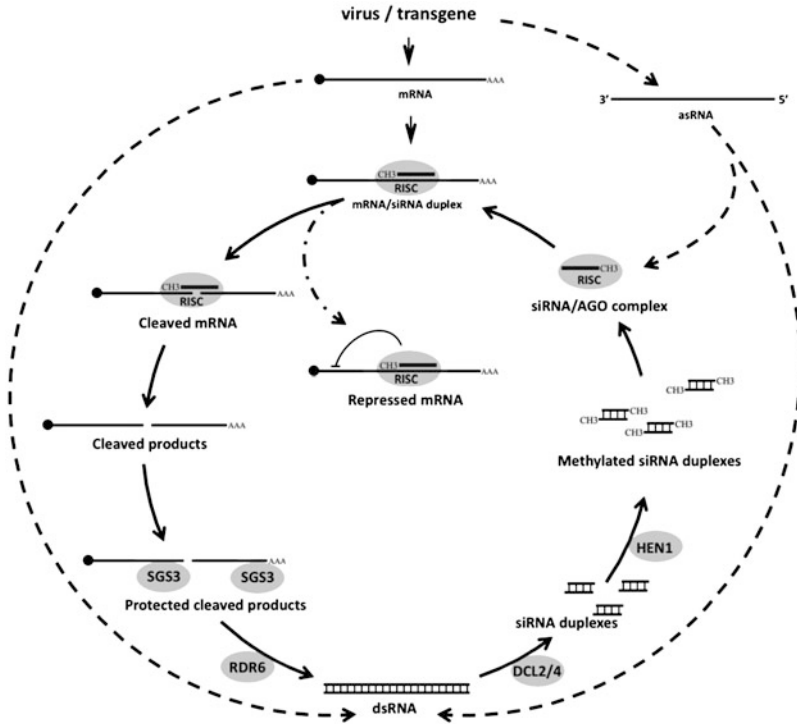 virus / transgene
AAA
mRNA
3’ 5’
asRNA
CH3
RISC
AAA
mRNA/siRNA duplex
CH3
RISC
siRNA/AGO complex
CH3
RISC
AAA
Cleaved mRNA
CH3
RISC
AAA
Repressed mRNA
CH3
CH3
CH3
CH3
CH3
CH3
Methylated siRNA duplexes
AAA
Cleaved products
HEN1
AAA
SGS3
SGS3
Protected cleaved products
siRNA duplexes
RDR6
DCL2/4
dsRNA